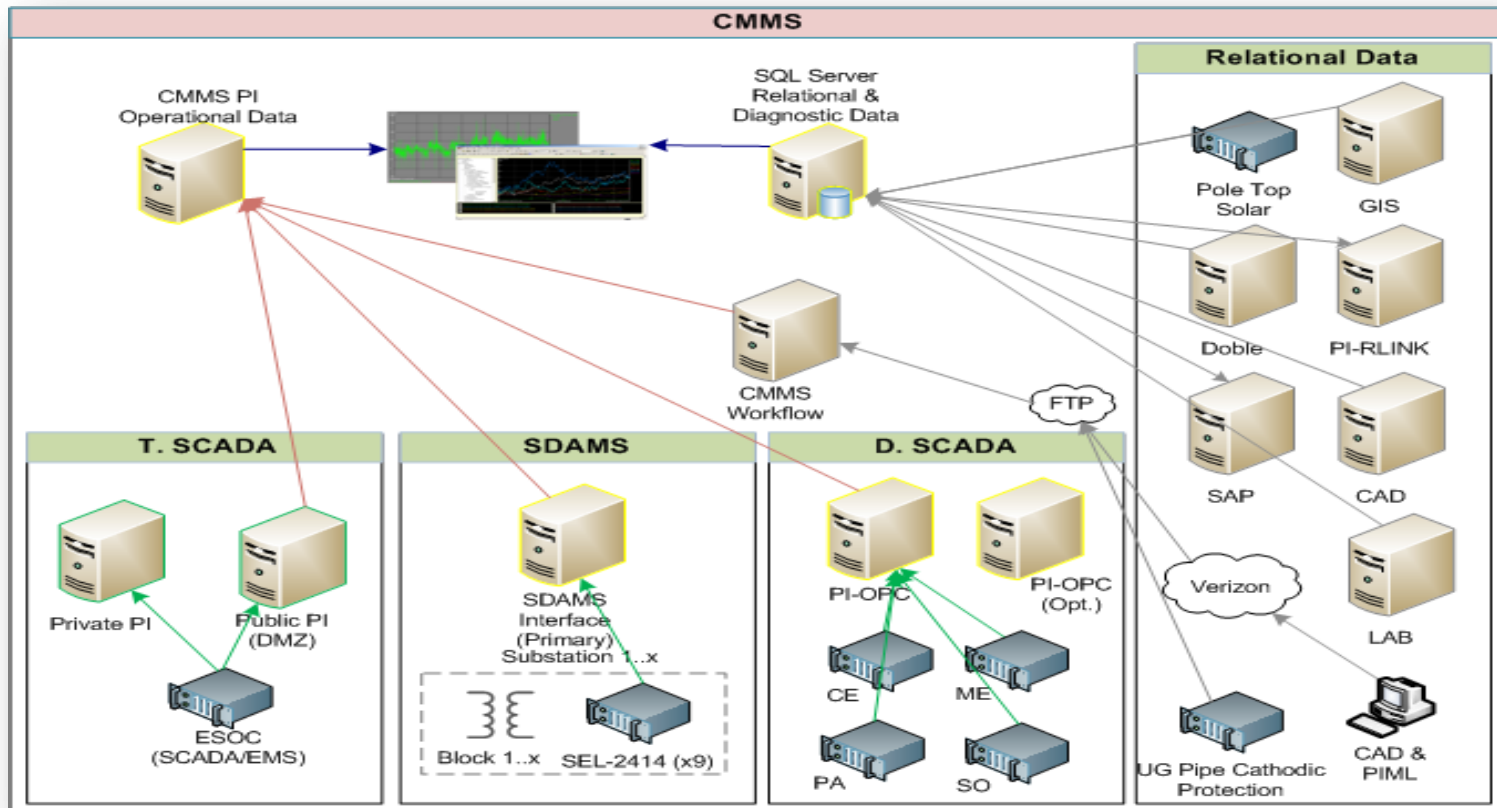 CMMS
CMMS PI
Operational Data
SQL Server
Relational &
Diagnostic Data
Relational Data
Pole Top
Solar
GIS
Doble
PI-RLINK
CMMS
Workflow
FTP
SAP
CAD
T. SCADA
SDAMS
D. SCADA
Private PI
Public PI
(DMZ)
SDAMS
Interface
(Primary)
Substation 1..x
PI-OPC
PI-OPC
(Opt.)
Verizon
LAB
CE
ME
ESOC
(SCADA/EMS)
Block 1..x
SEL-2414 (x9)
PA
SO
UG Pipe Cathodic
Protection
CAD &
PIML